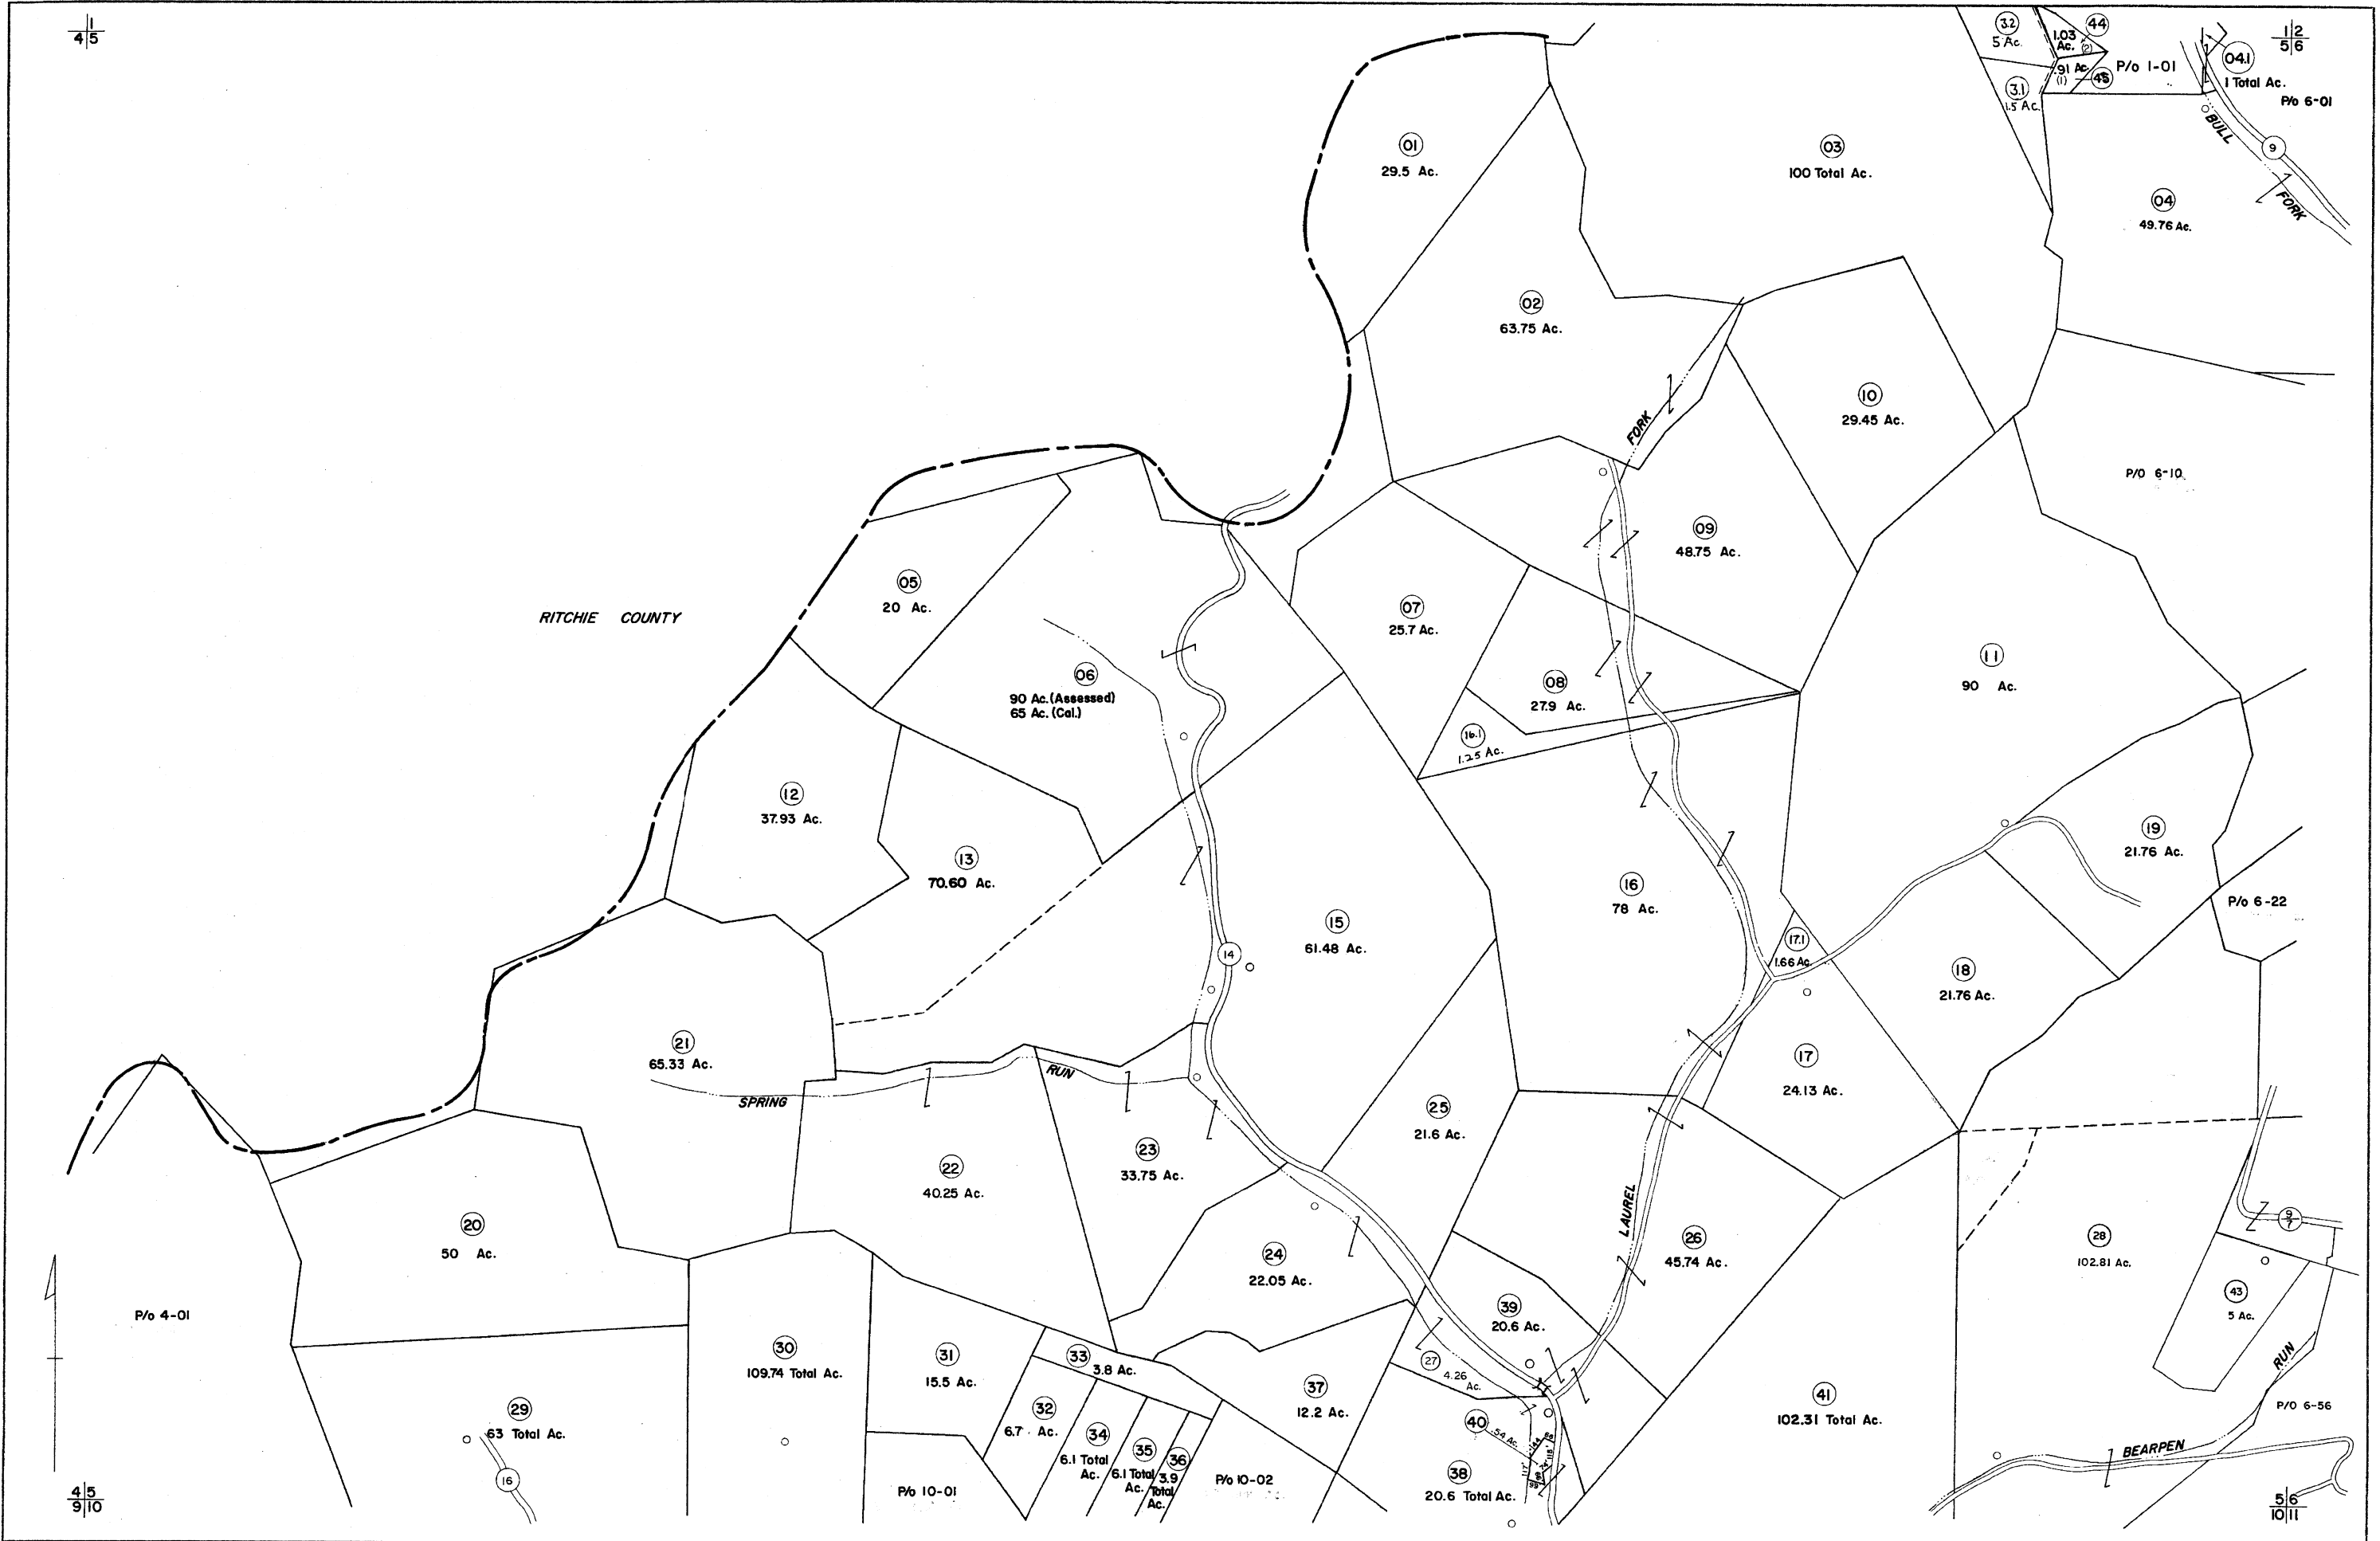 1
4 5
3.2
5 Ac.
44
1.03
Ac. (2)
.91 Ac.
(1)
45
P/o 1-01
04.1
1 Total Ac.
1 2
5 6
P/o 6-01
3.1
1.5 Ac.
BULL
9
FORK
01
29.5 Ac.
03
100 Total Ac.
04
49.76 Ac.
02
63.75 Ac.
10
29.45 Ac.
FORK
P/O 6-10
09
48.75 Ac.
05
20 Ac.
RITCHIE COUNTY
07
25.7 Ac.
06
90 Ac. (Assessed)
65 Ac. (Cal.)
08
27.9 Ac.
11
90 Ac.
16.1
1.25 Ac.
12
37.93 Ac.
13
70.60 Ac.
19
21.76 Ac.
16
78 Ac.
15
61.48 Ac.
P/o 6-22
17.1
1.66 Ac.
14
18
21.76 Ac.
21
65.33 Ac.
RUN
SPRING
17
24.13 Ac.
25
21.6 Ac.
23
33.75 Ac.
22
40.25 Ac.
LAUREL
20
50 Ac.
24
22.05 Ac.
26
45.74 Ac.
28
102.81 Ac.
9
7
43
5 Ac.
P/o 4-01
39
20.6 Ac.
30
109.74 Total Ac.
31
15.5 Ac.
33
3.8 Ac.
27
4.26
Ac.
RUN
37
12.2 Ac.
41
102.31 Total Ac.
P/O 6-56
29
63 Total Ac.
32
6.7 Ac.
34
6.1 Total
Ac.
35
6.1 Total
Ac.
36
3.9
Total
Ac.
40
.54 Ac.
144
117'
118'
BEARPEN
16
P/o 10-01
P/o 10-02
38
20.6 Total Ac.
4 5
9 10
5 6
10 11